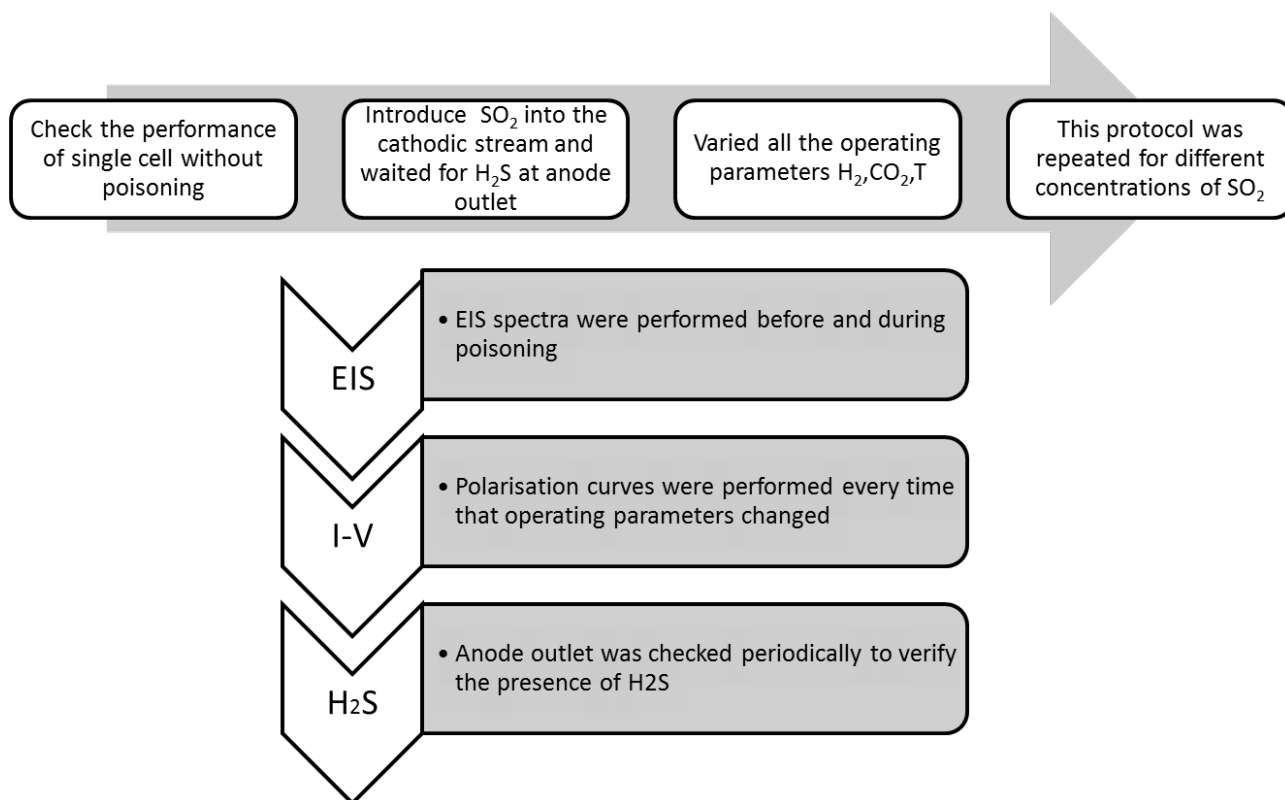 Check the performance
of single cell without
poisoning
Introduce SO₂ into the
cathodic stream and
waited for H₂S at anode
outlet
Varied all the operating
parameters H₂,CO₂,T
This protocol was
repeated for different
concentrations of SO₂
EIS
• EIS spectra were performed before and during
poisoning
I-V
• Polarisation curves were performed every time
that operating parameters changed
H₂S
• Anode outlet was checked periodically to verify
the presence of H2S